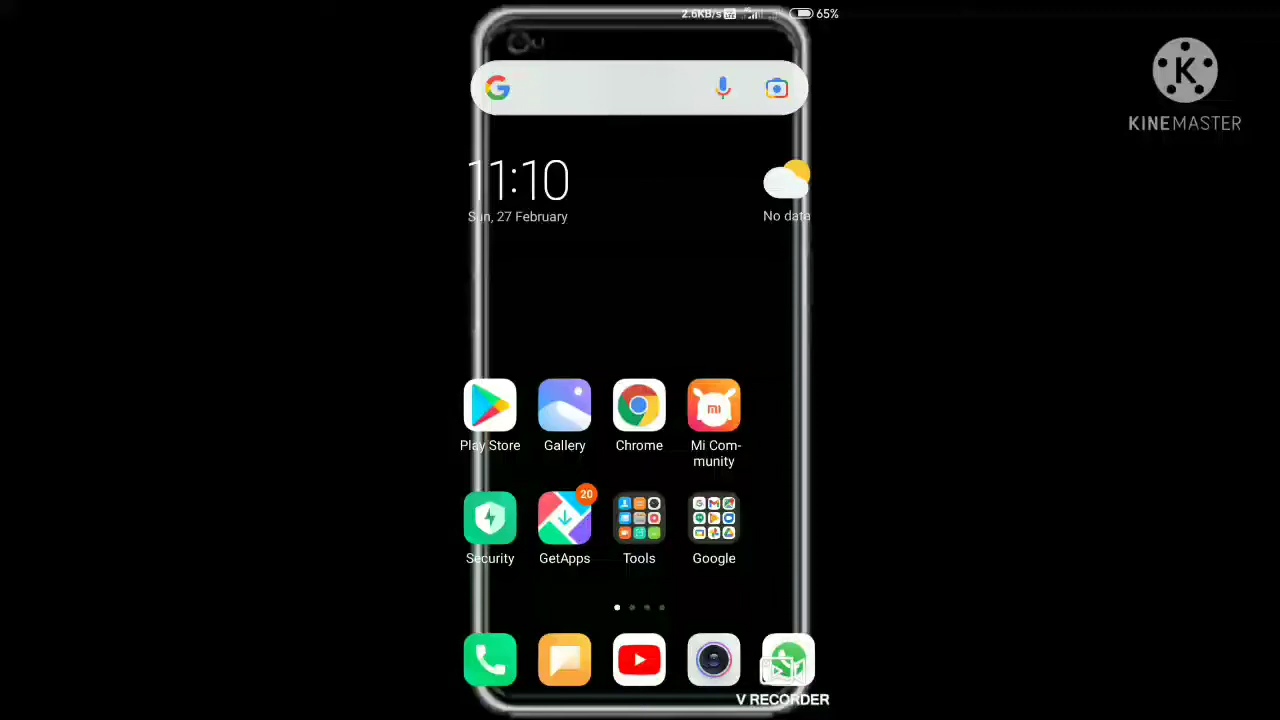 2.6KB/s 65%
KINEMASTER
11:10
Sun, 27 February
No data
Play Store Gallery Chrome Mi Com-
munity
20
Security GetApps Tools Google
V RECORDER